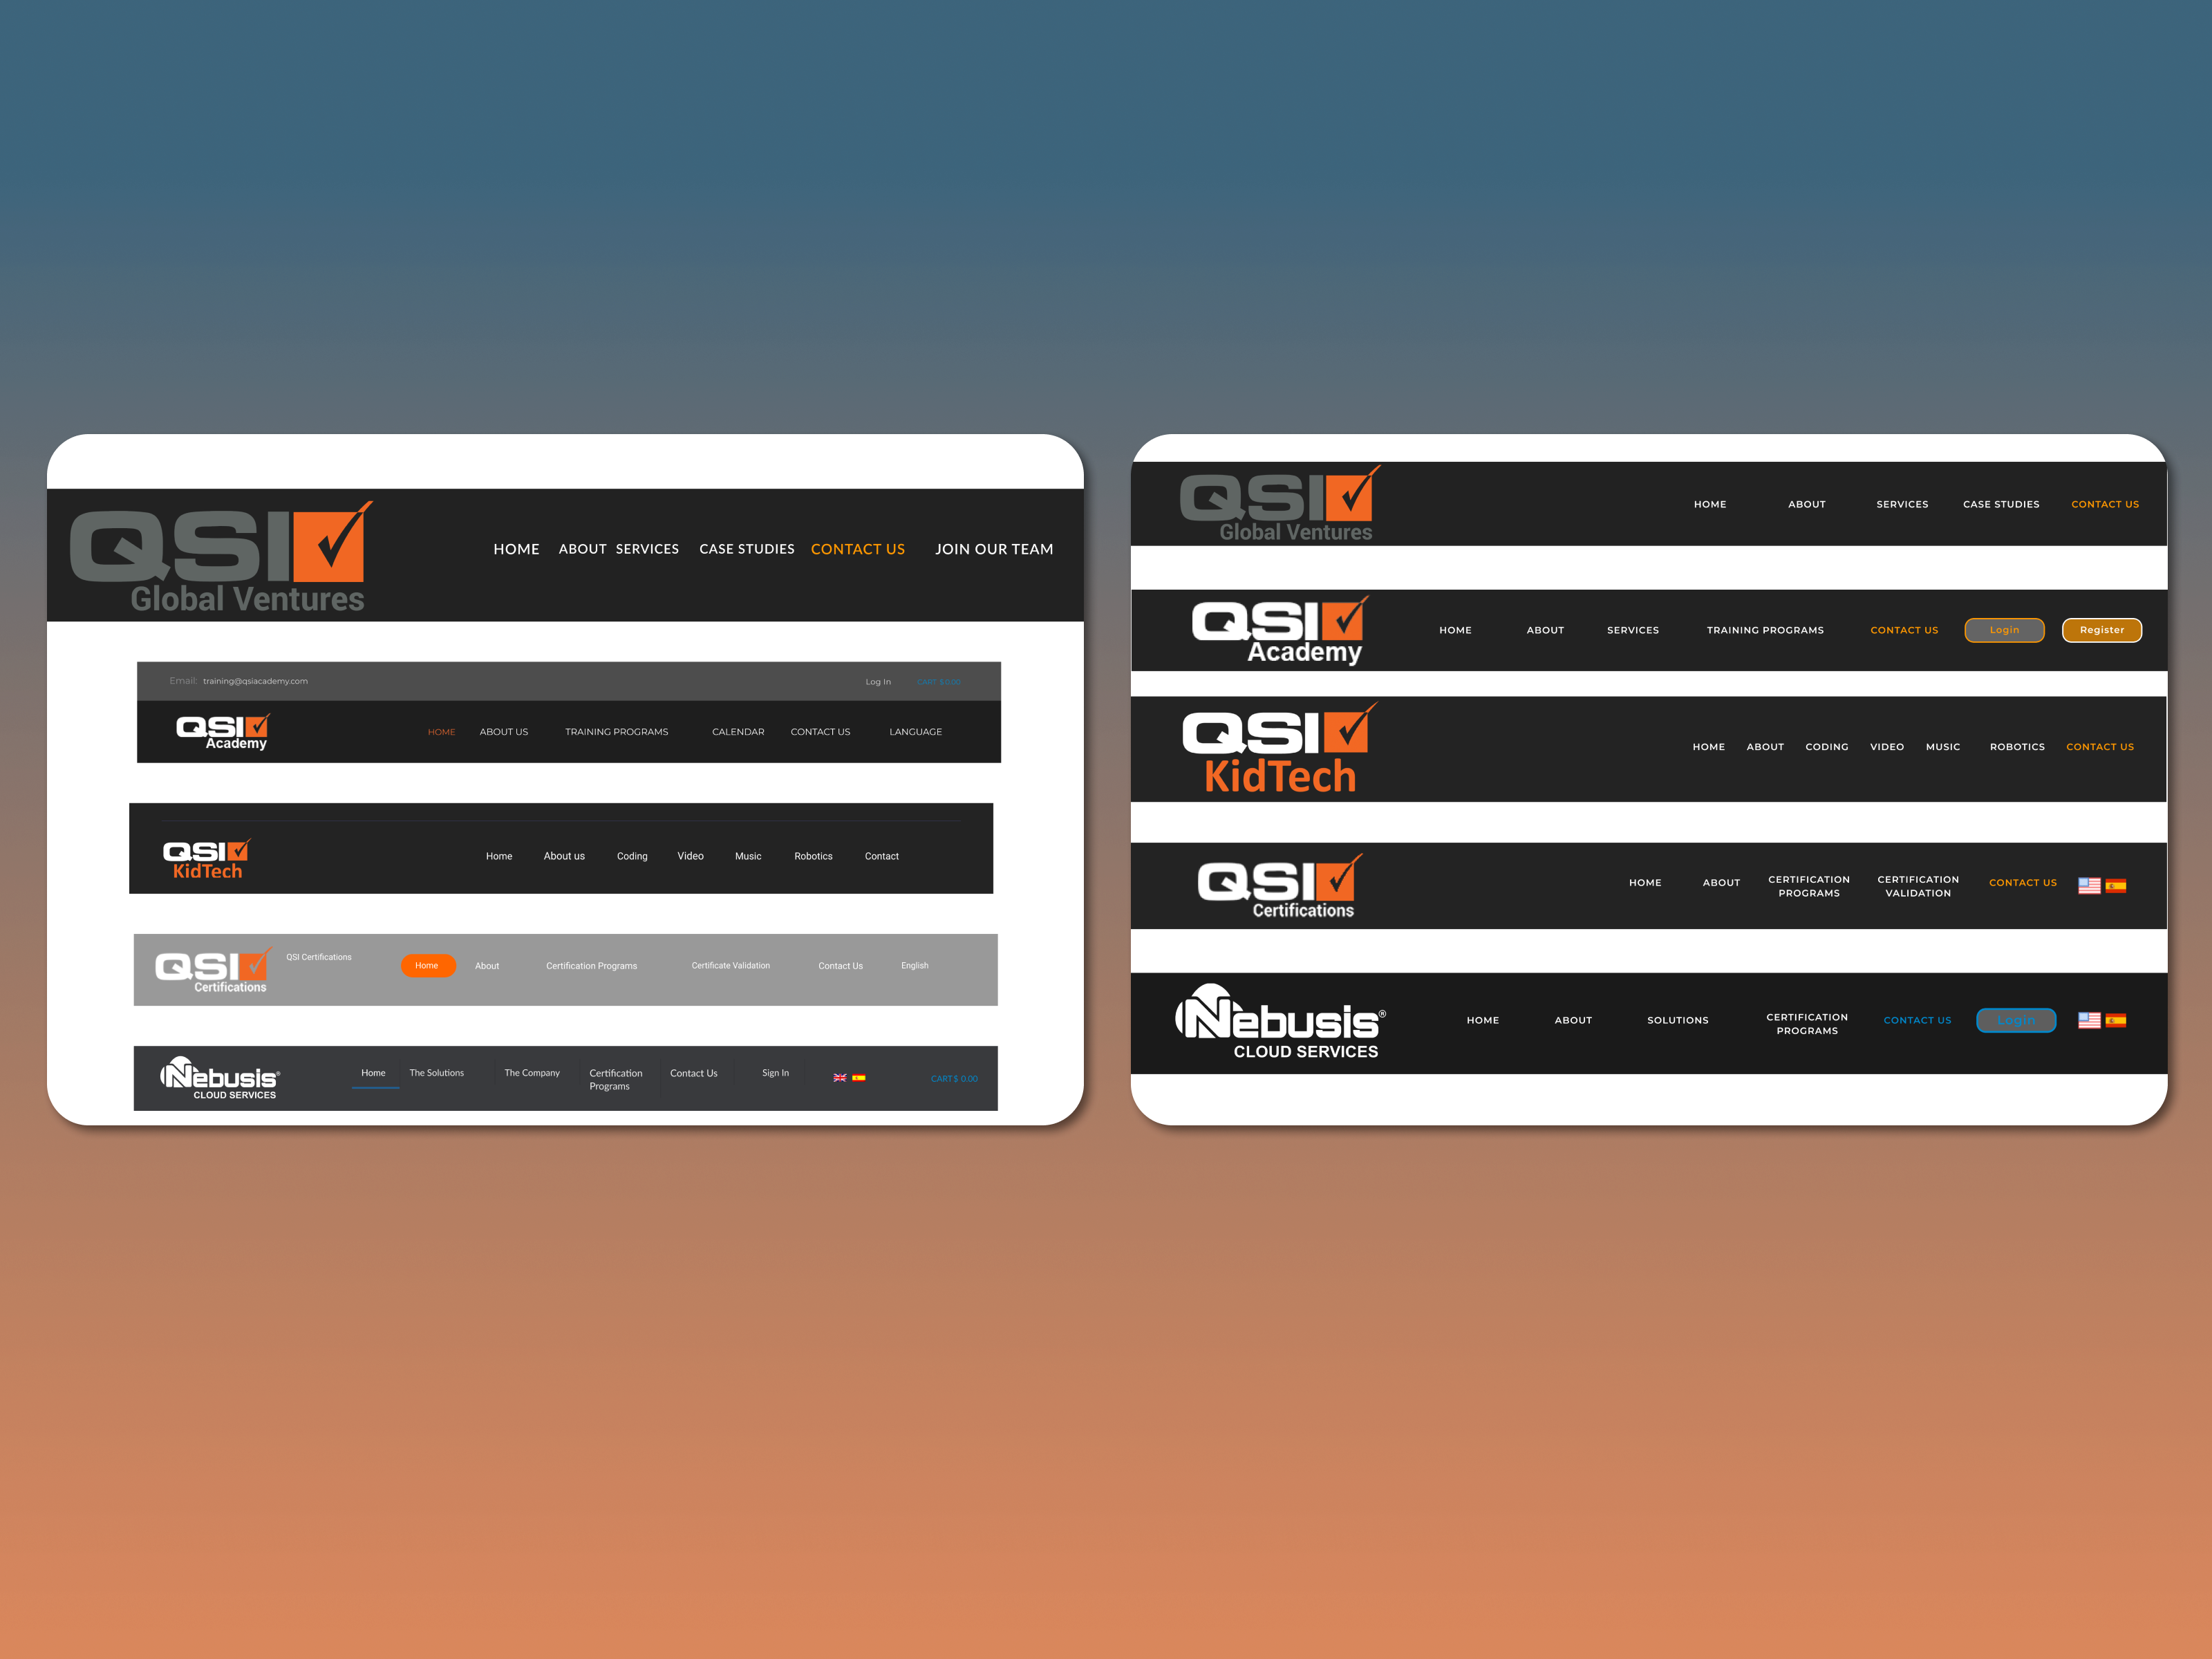 QSI
Global Ventures
HOME ABOUT SERVICES CASE STUDIES CONTACT US JOIN OUR TEAM
Email: training@qsiacademy.com Log In CART $ 0.00
QSI
Academy
HOME ABOUT US TRAINING PROGRAMS CALENDAR CONTACT US LANGUAGE
QSI
KidTech
Home About us Coding Video Music Robotics Contact
QSI
Certifications
QSI Certifications Home About Certification Programs Certificate Validation Contact Us English
Nebusis®
CLOUD SERVICES
Home The Solutions The Company Certification Programs Contact Us Sign In CART $ 0.00
QSI
Global Ventures
HOME ABOUT SERVICES CASE STUDIES CONTACT US
QSI
Academy
HOME ABOUT SERVICES TRAINING PROGRAMS CONTACT US Login Register
QSI
KidTech
HOME ABOUT CODING VIDEO MUSIC ROBOTICS CONTACT US
QSI
Certifications
HOME ABOUT CERTIFICATION PROGRAMS CERTIFICATION VALIDATION CONTACT US
Nebusis®
CLOUD SERVICES
HOME ABOUT SOLUTIONS CERTIFICATION PROGRAMS CONTACT US Login